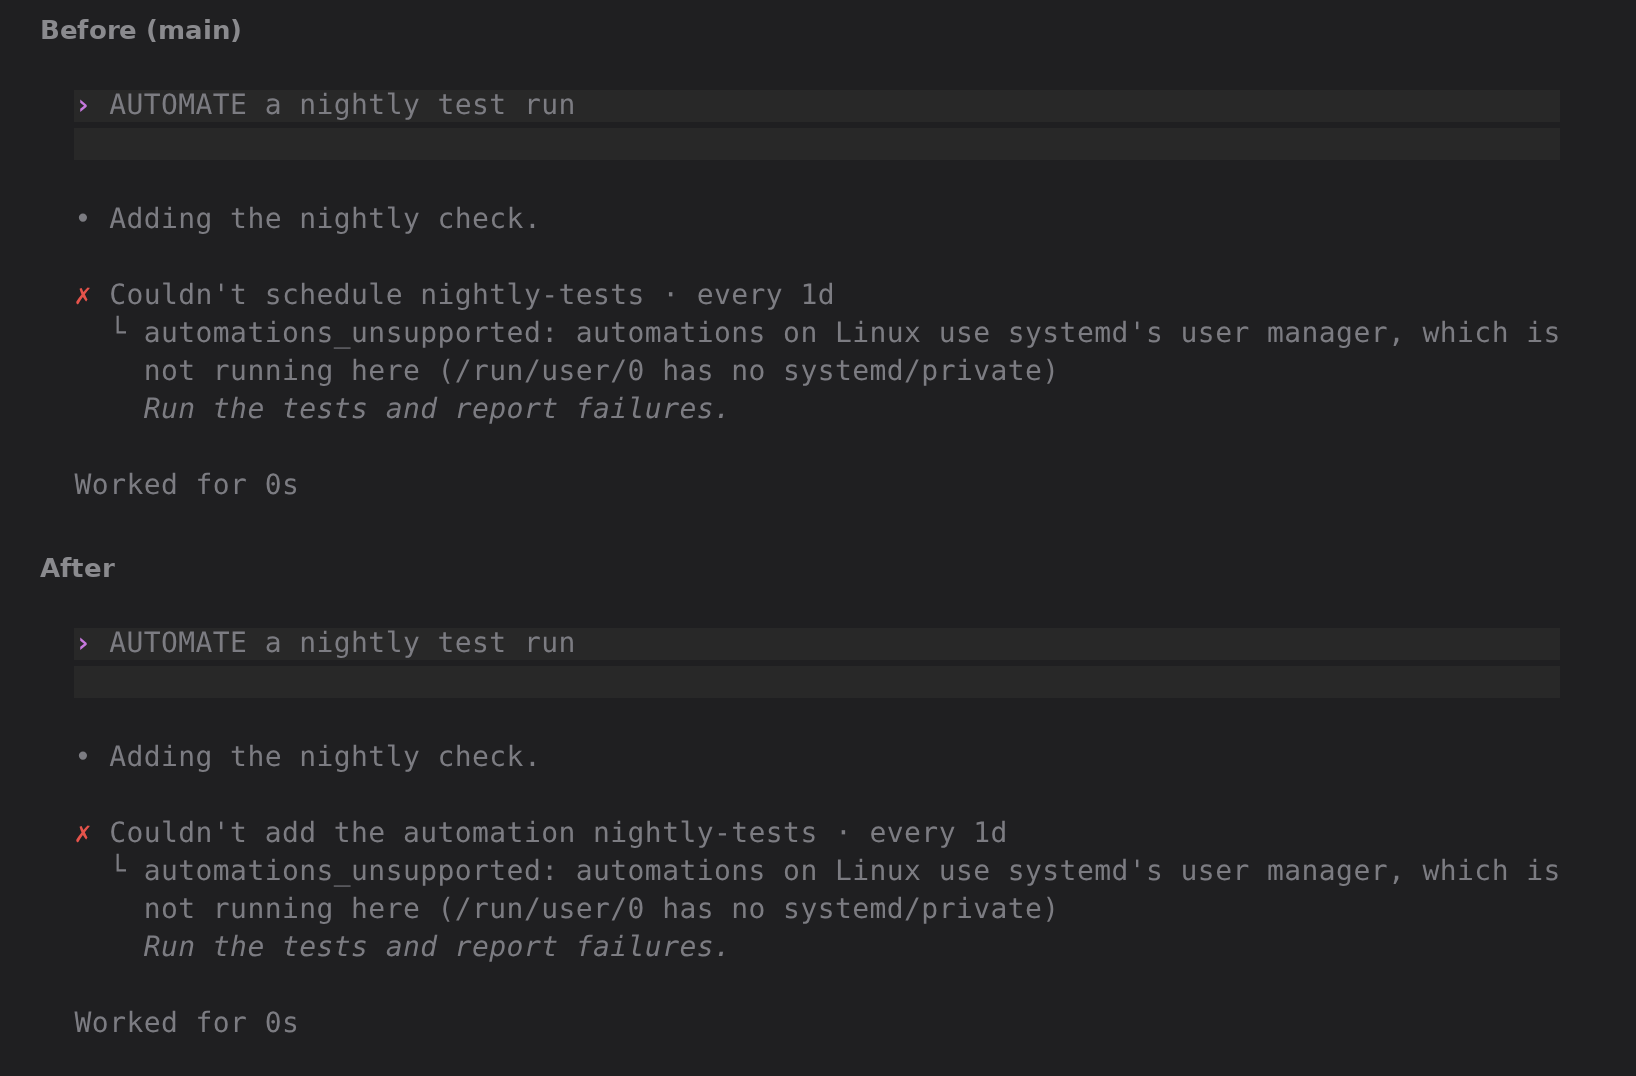 Before (main)
› AUTOMATE a nightly test run
• Adding the nightly check.
✗ Couldn't schedule nightly-tests · every 1d
└ automations_unsupported: automations on Linux use systemd's user manager, which is
not running here (/run/user/0 has no systemd/private)
Run the tests and report failures.
Worked for 0s
After
› AUTOMATE a nightly test run
• Adding the nightly check.
✗ Couldn't add the automation nightly-tests · every 1d
└ automations_unsupported: automations on Linux use systemd's user manager, which is
not running here (/run/user/0 has no systemd/private)
Run the tests and report failures.
Worked for 0s